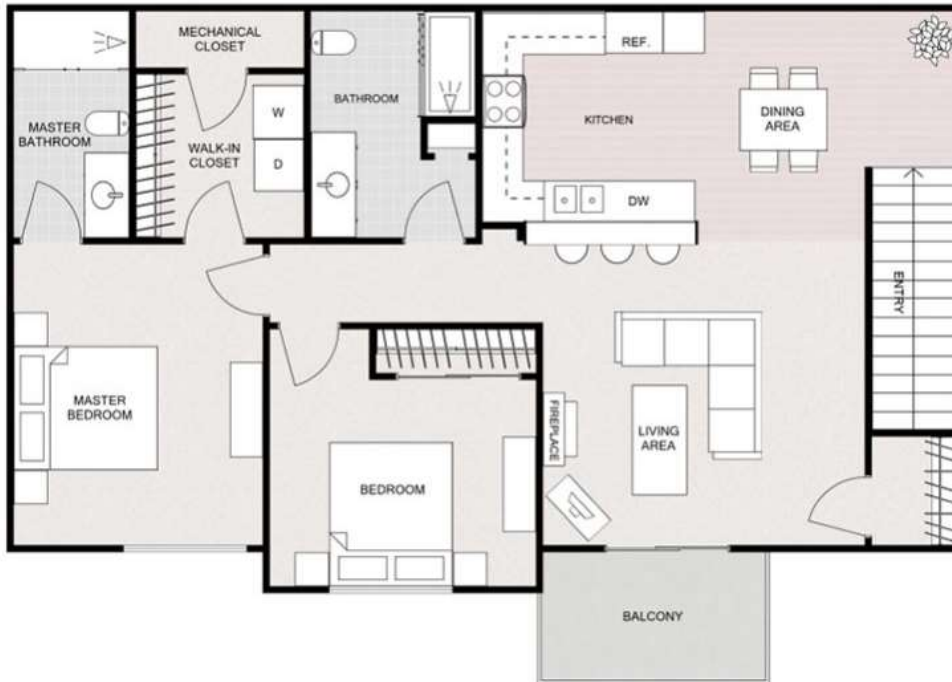 MECHANICAL
CLOSET
REF.
W
BATHROOM
DINING
AREA
KITCHEN
MASTER
BATHROOM
WALK-IN
CLOSET
D
DW
ENTRY
MASTER
BEDROOM
FIREPLACE
LIVING
AREA
BEDROOM
BALCONY